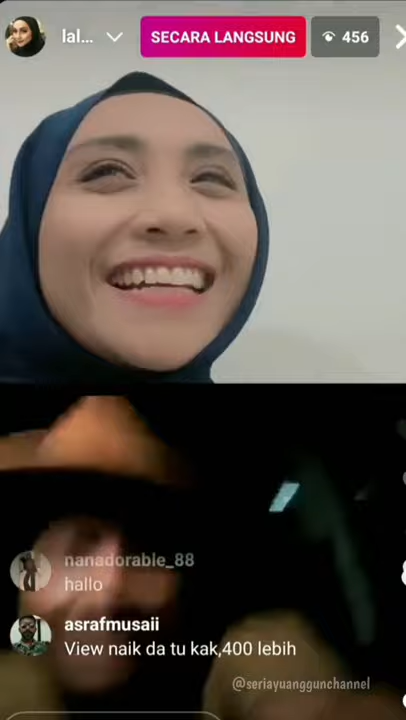 lal...
SECARA LANGSUNG
456
nanadorable_88
hallo
asrafmusaii
View naik da tu kak,400 lebih
@seriayuanggunchannel